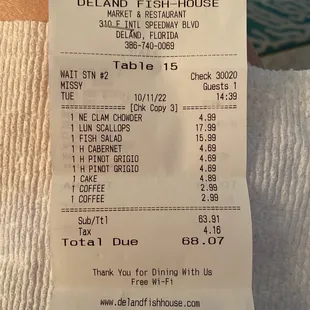 DELAND FISH-HOUSE
MARKET & RESTAURANT
310 E INTL SPEEDWAY BLVD
DELAND, FLORIDA
386-740-0069
Table 15
WAIT STN #2 Check 30020
MISSY Guests 1
TUE 10/11/22 14:39
[Chk Copy 3]
1 NE CLAM CHOWDER 4.99
1 LUN SCALLOPS 17.99
1 FISH SALAD 15.99
1 H CABERNET 4.69
1 H PINOT GRIGIO 4.69
1 H PINOT GRIGIO 4.69
1 CAKE 4.89
1 COFFEE 2.99
1 COFFEE 2.99
Sub/Ttl 63.91
Tax 4.16
Total Due 68.07
Thank You for Dining With Us
Free Wi-Fi
www.delandfishhouse.com